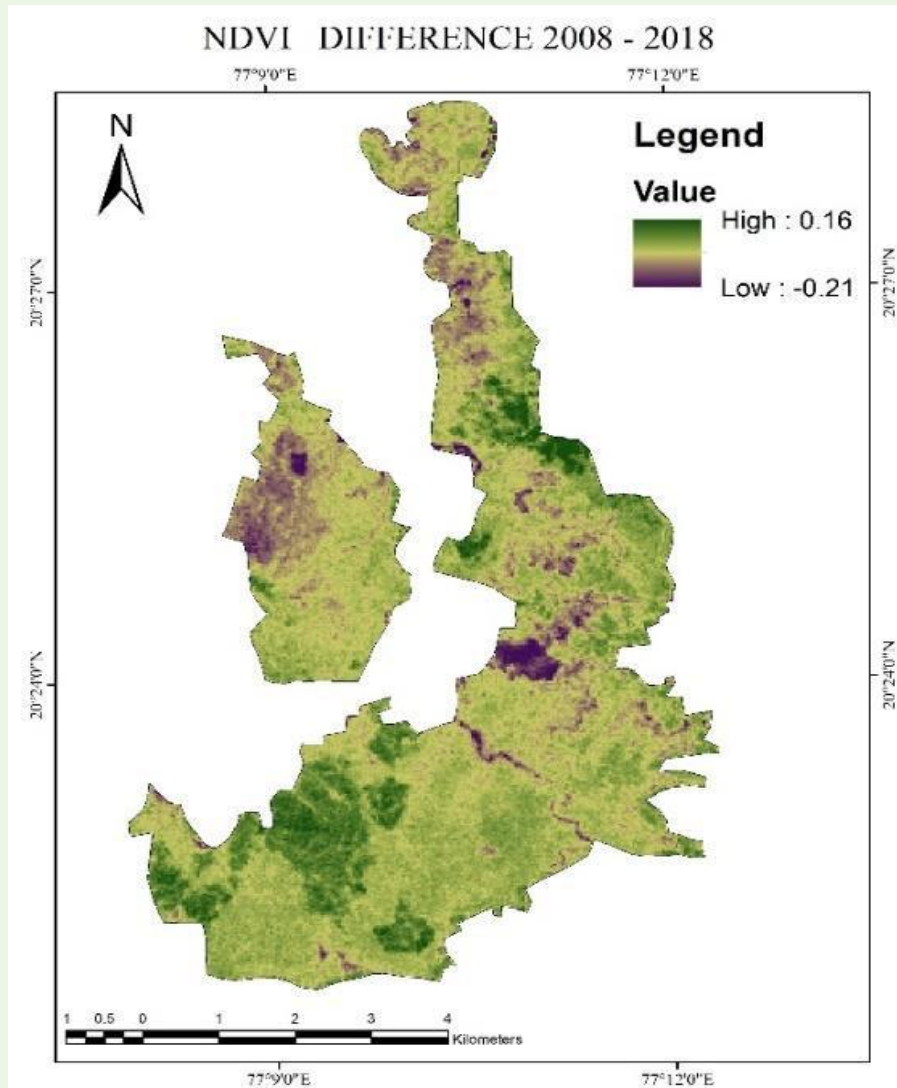 NDVI DIFFERENCE 2008 - 2018
77°9'0"E 77°12'0"E
N
Legend
Value
High : 0.16
Low : -0.21
20°27'0"N 20°27'0"N
20°24'0"N 20°24'0"N
1 0.5 0 1 2 3 4
Kilometers
77°9'0"E 77°12'0"E